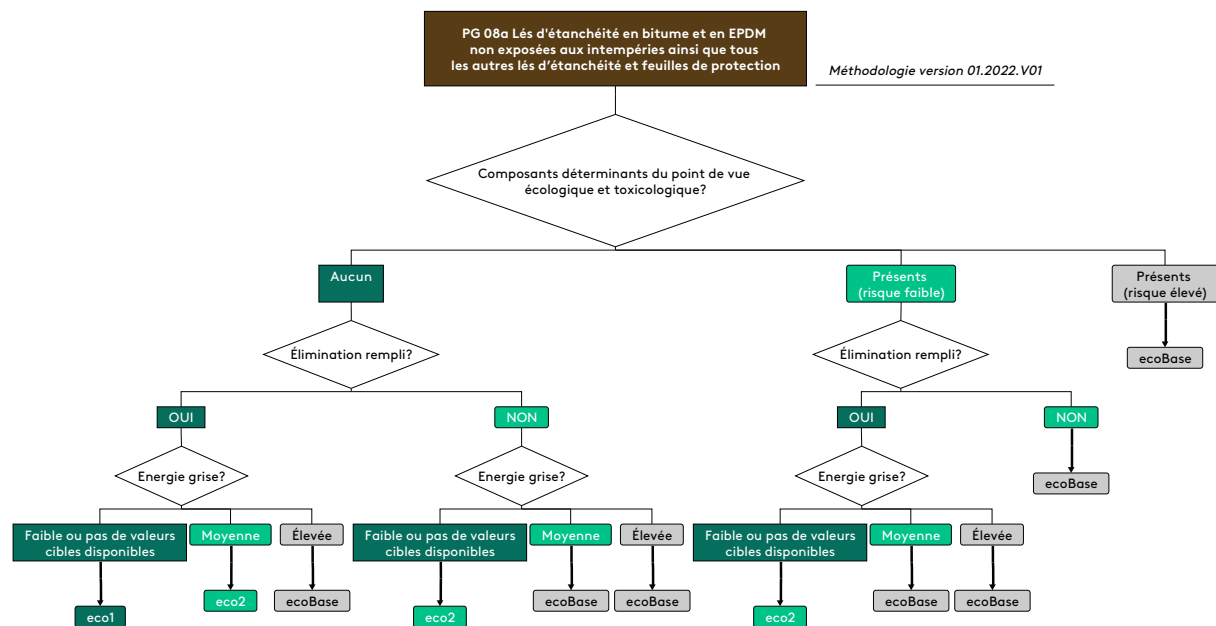 PG 08a Lés d'étanchéité en bitume et en EPDM
non exposées aux intempéries ainsi que tous
les autres lés d’étanchéité et feuilles de protection
Méthodologie version 01.2022.V01
Composants déterminants du point de vue
écologique et toxicologique?
Aucun
Présents
(risque faible)
Présents
(risque élevé)
Élimination rempli?
Élimination rempli?
ecoBase
OUI
NON
OUI
NON
Energie grise?
Energie grise?
Energie grise?
ecoBase
Faible ou pas de valeurs
cibles disponibles
Moyenne
Élevée
Faible ou pas de valeurs
cibles disponibles
Moyenne
Élevée
Faible ou pas de valeurs
cibles disponibles
Moyenne
Élevée
eco1
eco2
ecoBase
eco2
ecoBase
ecoBase
eco2
ecoBase
ecoBase